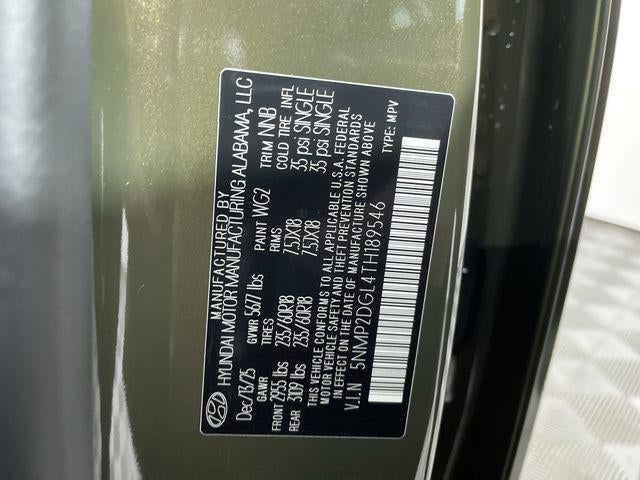 MANUFACTURED BY
HYUNDAI MOTOR MANUFACTURING ALABAMA, LLC
Dec/13/25 GVWR 5677 lbs PAINT WG2 TRIM NNB
GAWR TIRES RIMS COLD TIRE INFL
FRONT 2955 lbs 235/60R18 7.5JX18 35 psi SINGLE
REAR 3109 lbs 235/60R18 7.5JX18 35 psi SINGLE
THIS VEHICLE CONFORMS TO ALL APPLICABLE U.S.A. FEDERAL
MOTOR VEHICLE SAFETY AND THEFT PREVENTION STANDARDS
IN EFFECT ON THE DATE OF MANUFACTURE SHOWN ABOVE
V.I.N 5NMP2DGL4TH189546 TYPE: MPV